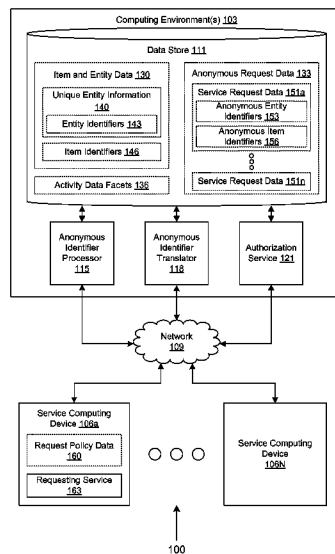 Computing Environment(s) 103
Data Store 111
Item and Entity Data 130
Unique Entity Information
140
Entity Identifiers 143
Item Identifiers 146
Activity Data Facets 136
Anonymous Request Data 133
Service Request Data 151a
Anonymous Entity
Identifiers 153
Anonymous Item
Identifiers 156
Service Request Data 151n
Anonymous
Identifier
Processor
115
Anonymous
Identifier
Translator
118
Authorization
Service 121
Network
109
Service Computing
Device 106a
Request Policy Data
160
Requesting Service
163
Service Computing
Device 106N
100